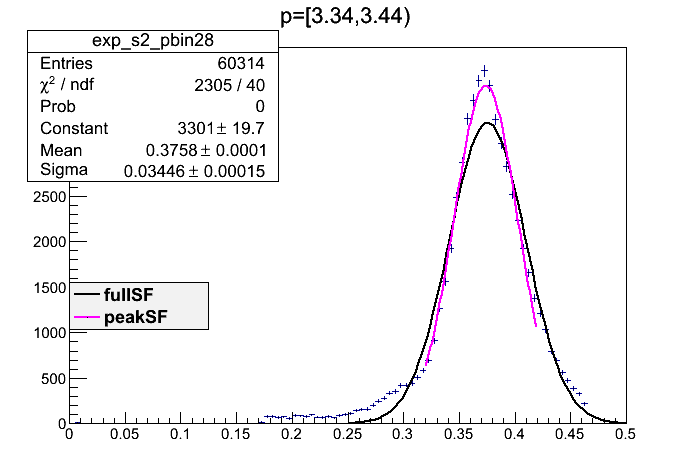 p=[3.34,3.44)
exp_s2_pbin28
Entries 60314
χ² / ndf 2305 / 40
Prob 0
Constant 3301 ± 19.7
Mean 0.3758 ± 0.0001
Sigma 0.03446 ± 0.00015
2500
2000
1500
fullSF
peakSF
1000
500
0
0 0.05 0.1 0.15 0.2 0.25 0.3 0.35 0.4 0.45 0.5